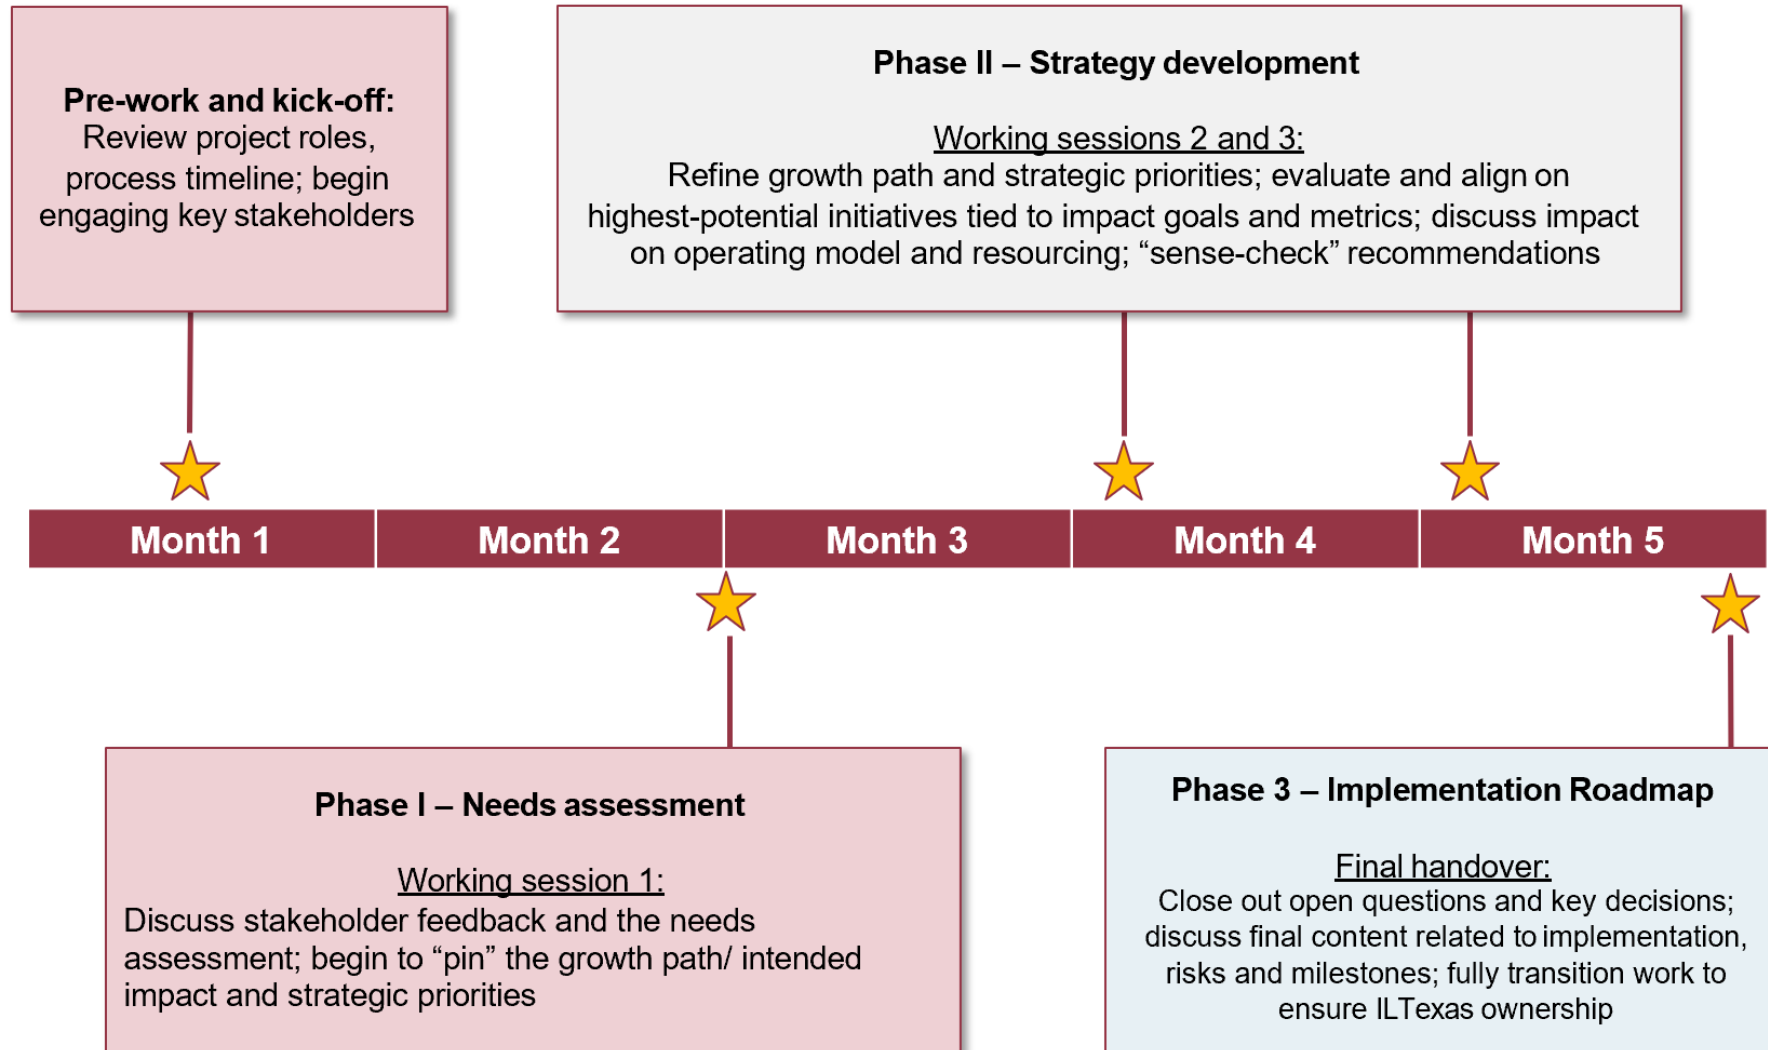 Pre-work and kick-off:
Review project roles,
process timeline; begin
engaging key stakeholders
Phase II – Strategy development
Working sessions 2 and 3:
Refine growth path and strategic priorities; evaluate and align on
highest-potential initiatives tied to impact goals and metrics; discuss impact
on operating model and resourcing; “sense-check” recommendations
Month 1
Month 2
Month 3
Month 4
Month 5
Phase I – Needs assessment
Working session 1:
Discuss stakeholder feedback and the needs
assessment; begin to “pin” the growth path/ intended
impact and strategic priorities
Phase 3 – Implementation Roadmap
Final handover:
Close out open questions and key decisions;
discuss final content related to implementation,
risks and milestones; fully transition work to
ensure ILTexas ownership